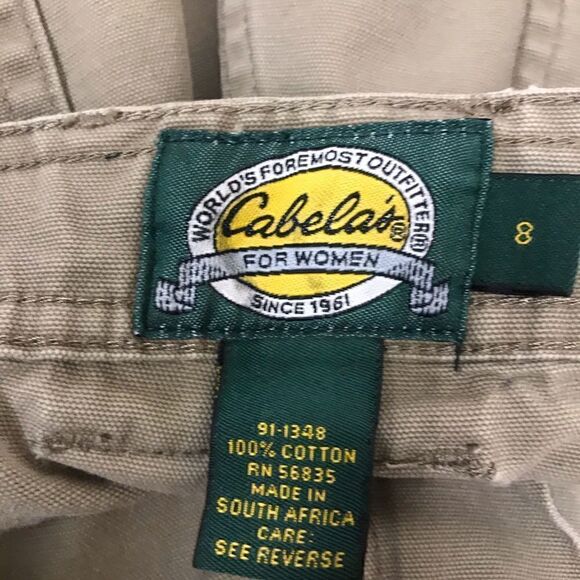 WORLD'S FOREMOST OUTFITTER®
Cabela's®
FOR WOMEN
SINCE 1961
8
91-1348
100% COTTON
RN 56835
MADE IN
SOUTH AFRICA
CARE:
SEE REVERSE